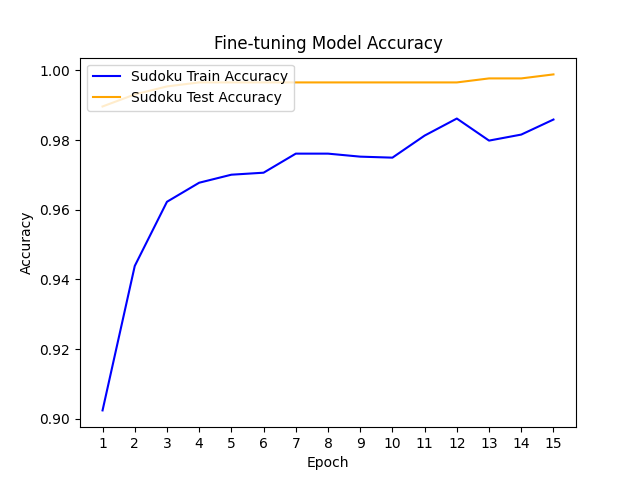 Fine-tuning Model Accuracy
Sudoku Train Accuracy
Sudoku Test Accuracy
1.00
0.98
0.96
0.94
0.92
0.90
Accuracy
1 2 3 4 5 6 7 8 9 10 11 12 13 14 15
Epoch